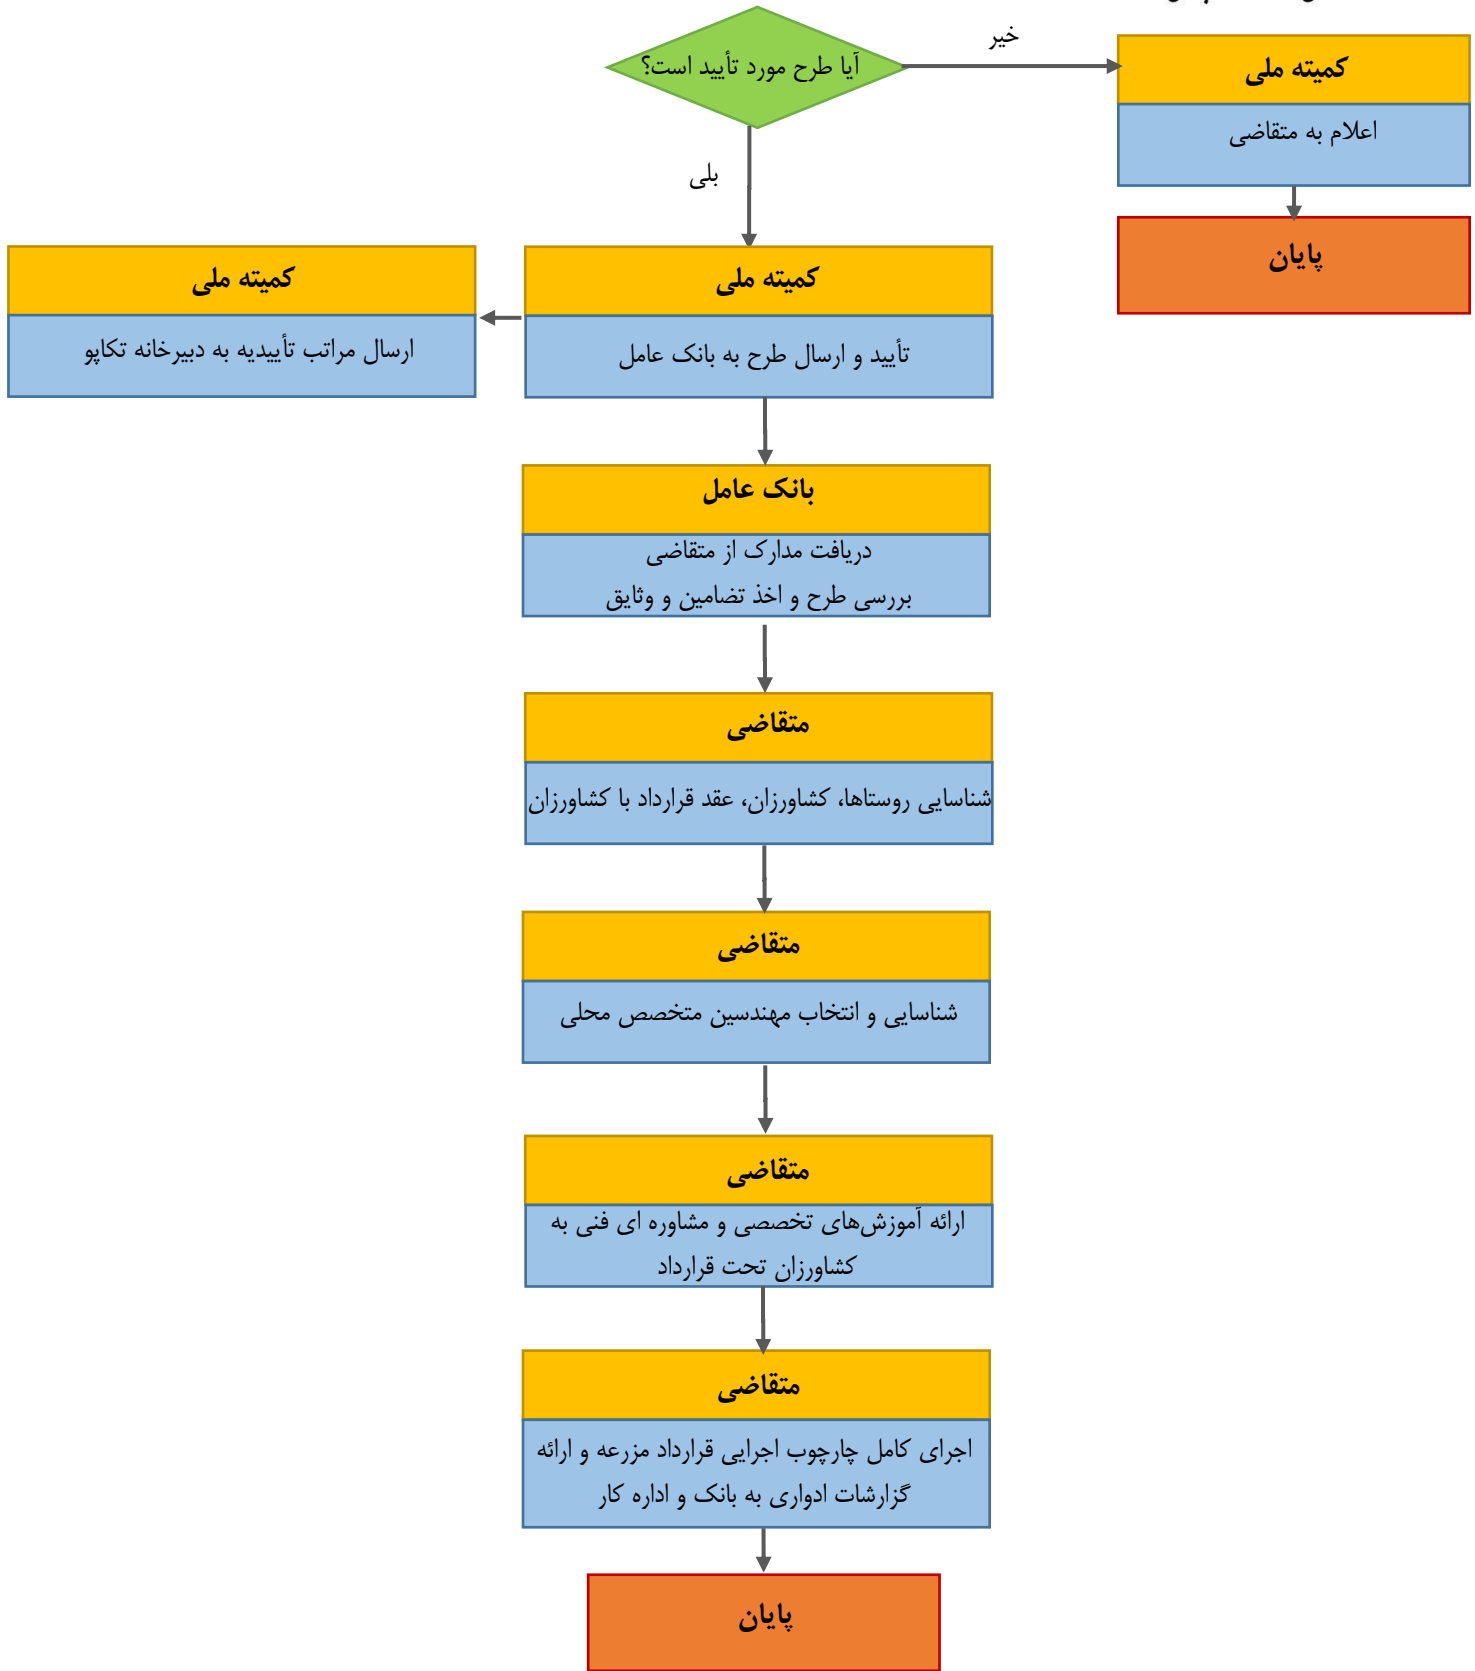 آیا طرح مورد تأیید است؟
خیر
کمیته ملی
اعلام به متقاضی
پایان
بلی
کمیته ملی
تأیید و ارسال طرح به بانک عامل
کمیته ملی
ارسال مراتب تأییدیه به دبیرخانه تکاپو
بانک عامل
دریافت مدارک از متقاضی
بررسی طرح و اخذ تضامین و وثایق
متقاضی
شناسایی روستاها، کشاورزان، عقد قرارداد با کشاورزان
متقاضی
شناسایی و انتخاب مهندسین متخصص محلی
متقاضی
ارائه آموزش‌های تخصصی و مشاوره ای فنی به
کشاورزان تحت قرارداد
متقاضی
اجرای کامل چارچوب اجرایی قرارداد مزرعه و ارائه
گزارشات ادواری به بانک و اداره کار
پایان